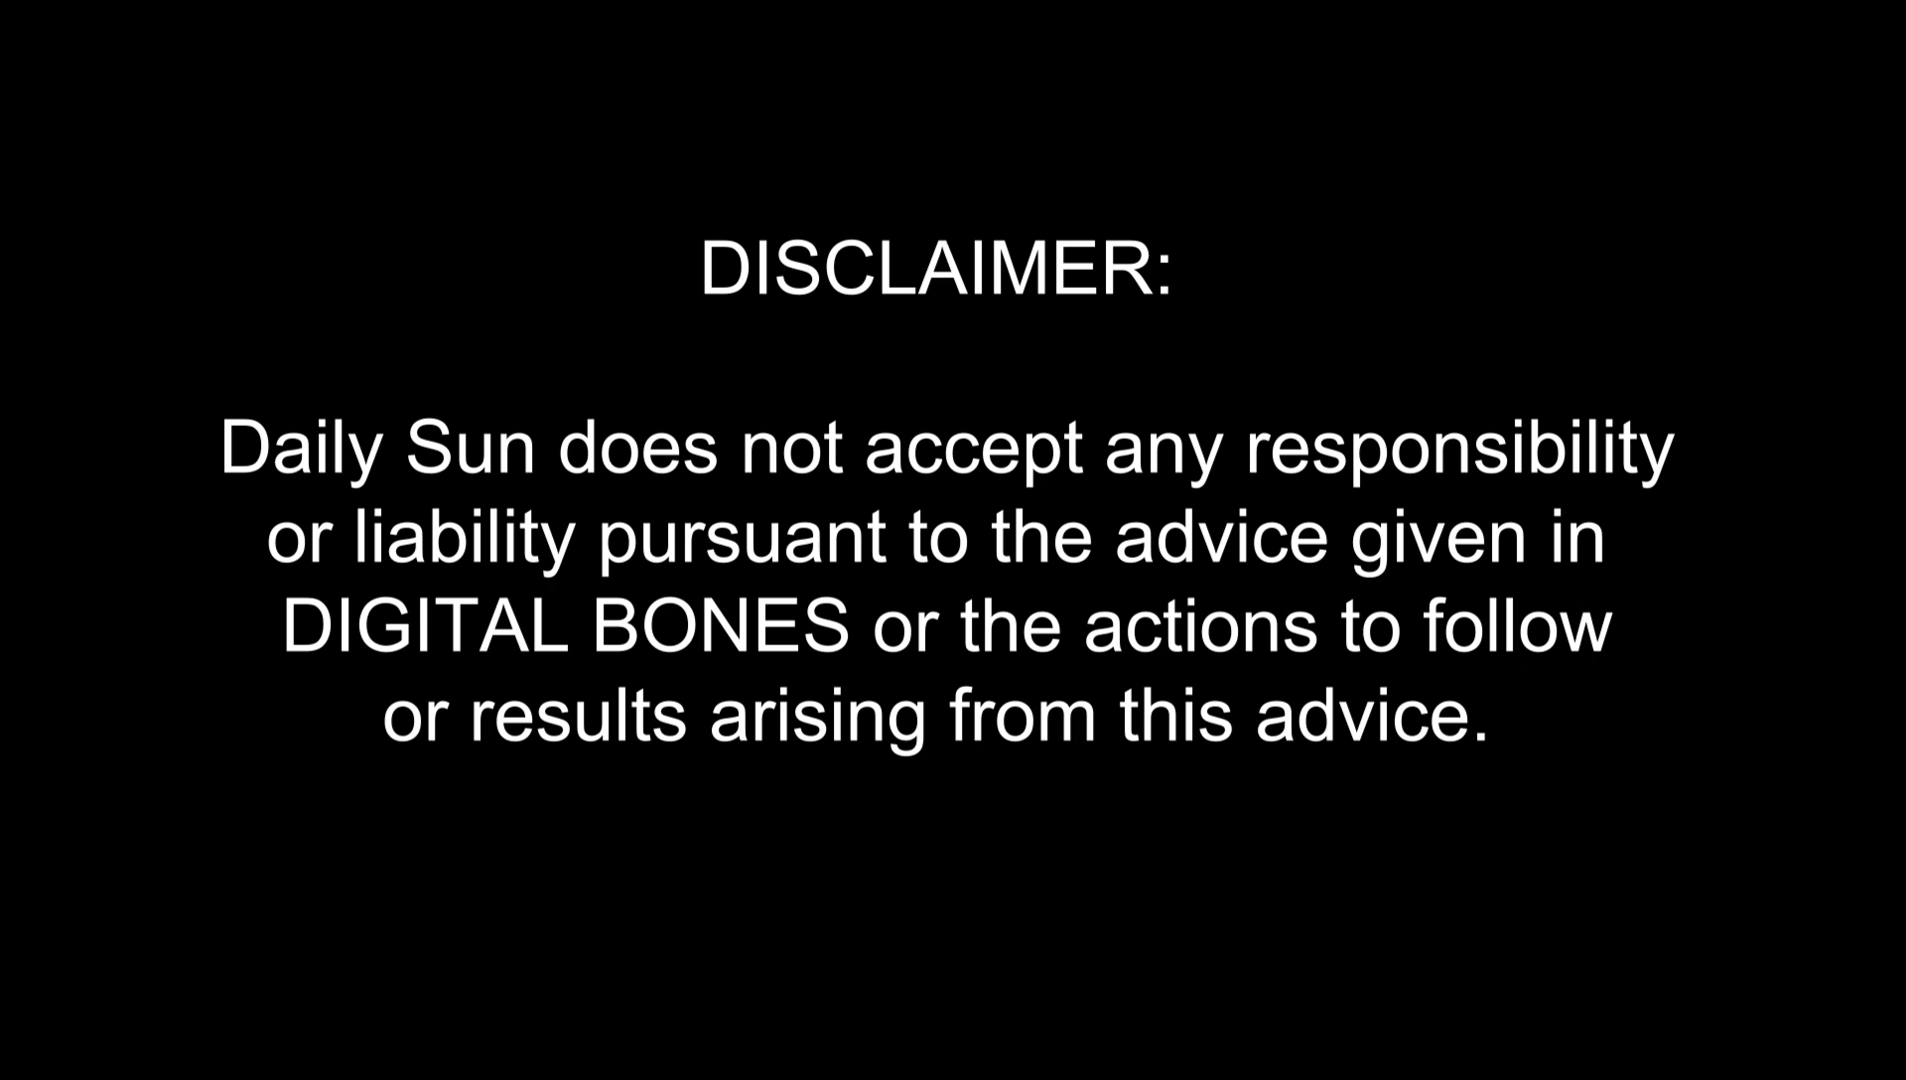 DISCLAIMER:
Daily Sun does not accept any responsibility
or liability pursuant to the advice given in
DIGITAL BONES or the actions to follow
or results arising from this advice.